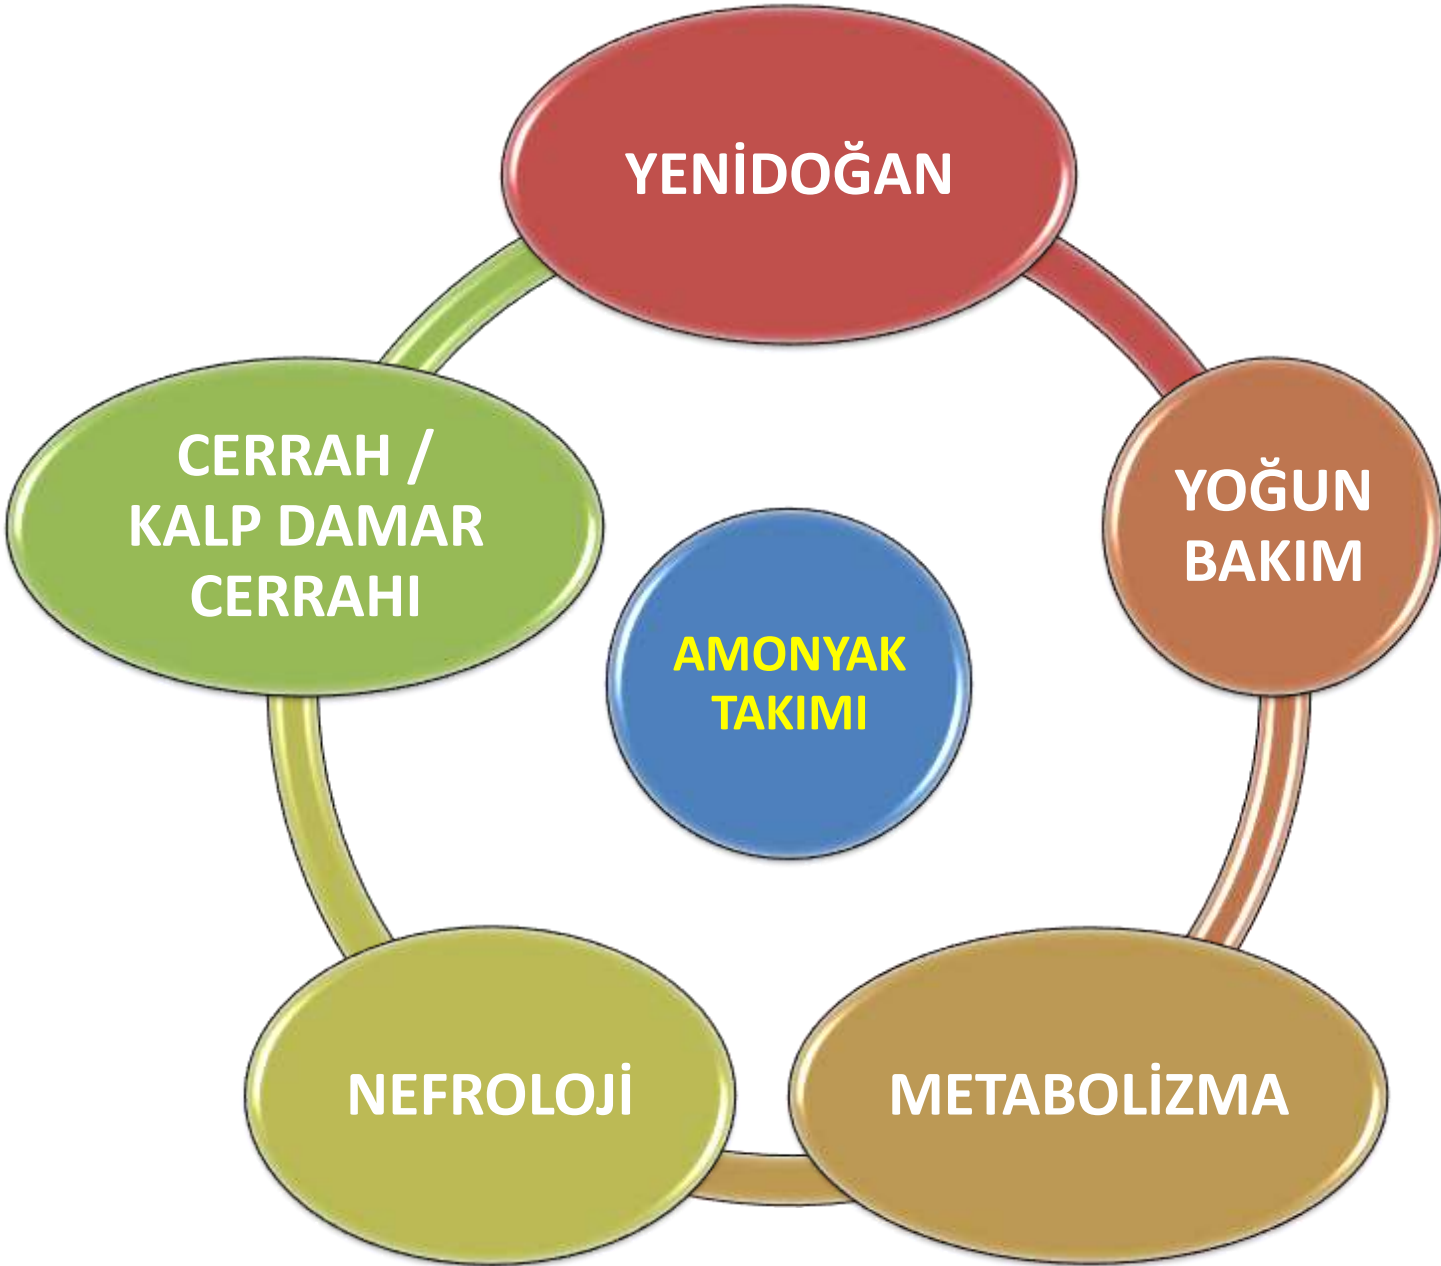 YENİDOĞAN
YOĞUN
BAKIM
METABOLİZMA
NEFROLOJİ
CERRAH /
KALP DAMAR
CERRAHI
AMONYAK
TAKIMI